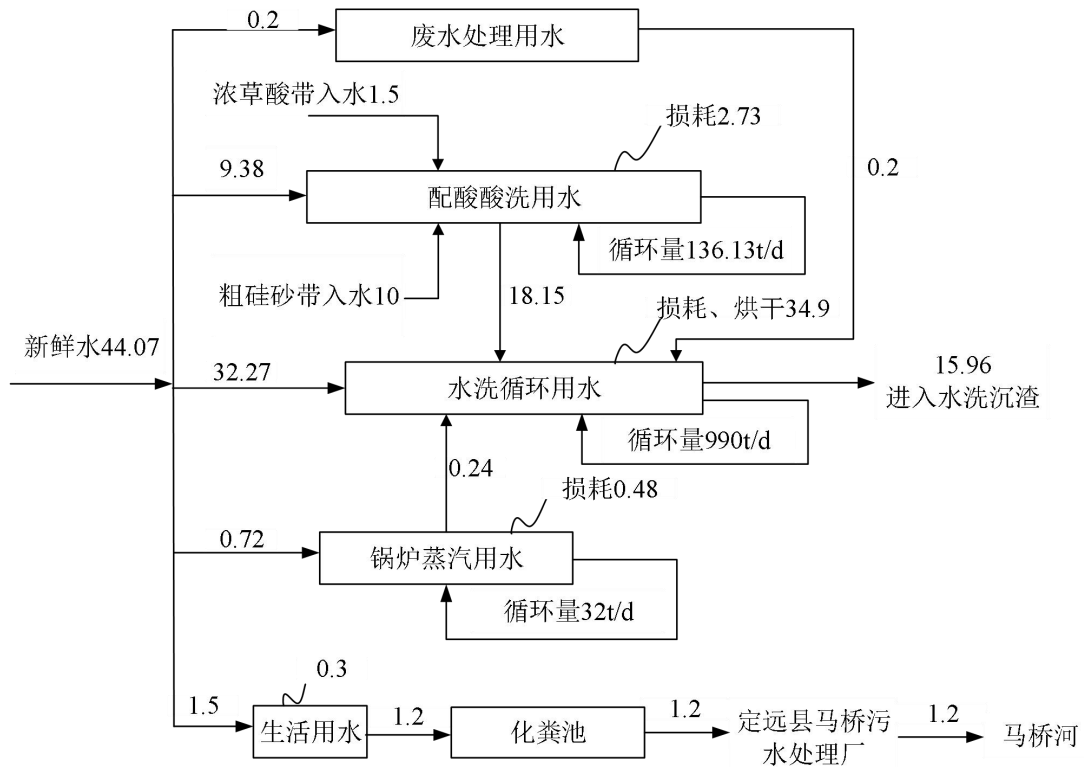 0.2
废水处理用水
浓草酸带入水1.5
损耗2.73
9.38
0.2
配酸酸洗用水
循环量136.13t/d
粗硅砂带入水10
18.15
损耗、烘干34.9
新鲜水44.07
32.27
水洗循环用水
15.96
进入水洗沉渣
循环量990t/d
0.24
损耗0.48
0.72
锅炉蒸汽用水
循环量32t/d
0.3
1.5
生活用水
1.2
化粪池
1.2
定远县马桥污
水处理厂
1.2
马桥河